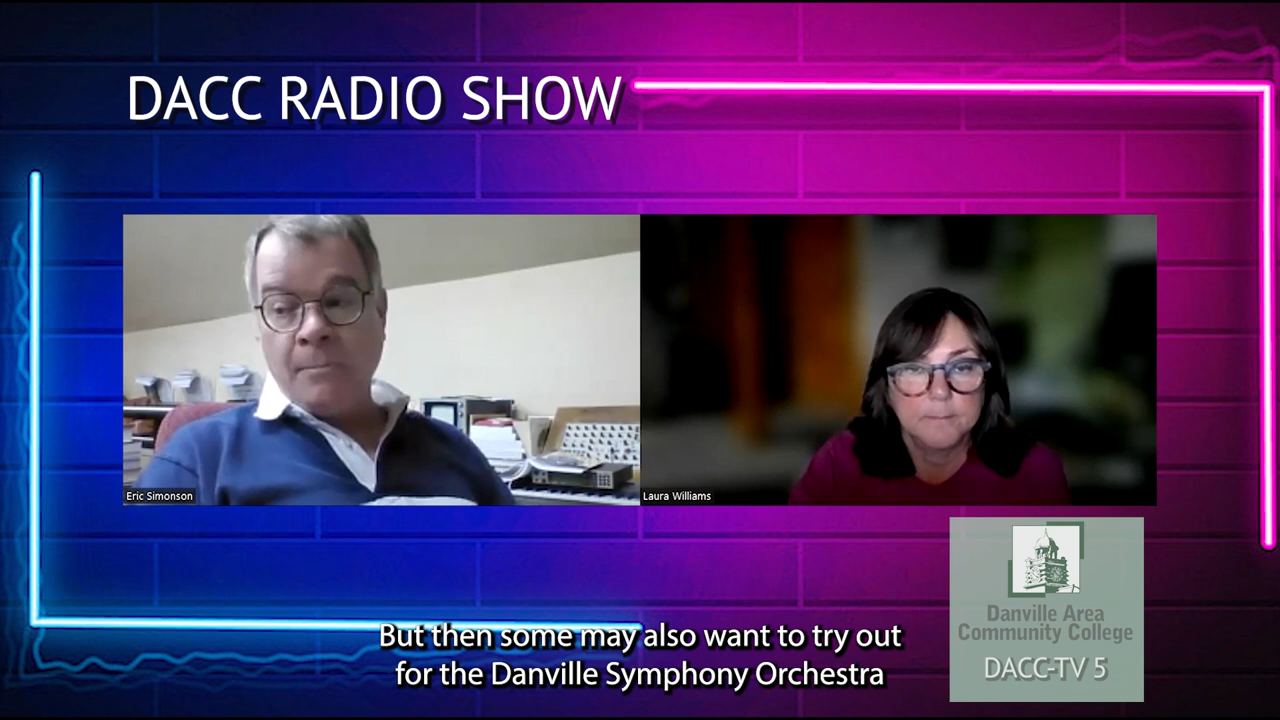 DACC RADIO SHOW
Eric Simonson
Laura Williams
Danville Area
Community College
DACC-TV 5
But then some may also want to try out
for the Danville Symphony Orchestra